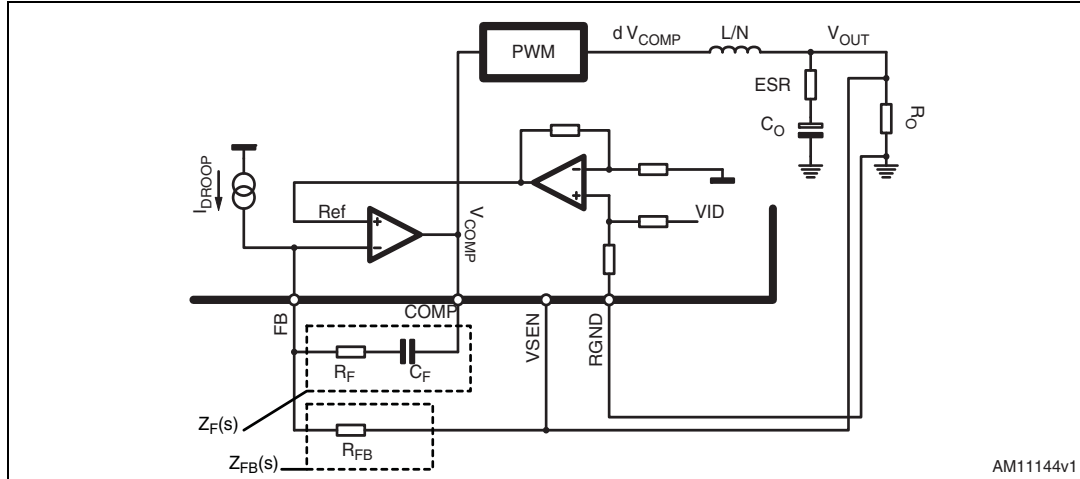 PWM
d V_COMP
L/N
V_OUT
ESR
C_O
R_O
I_DROOP
Ref
V_COMP
VID
FB
COMP
VSEN
RGND
R_F
C_F
Z_F(s)
R_FB
Z_FB(s)
AM11144v1